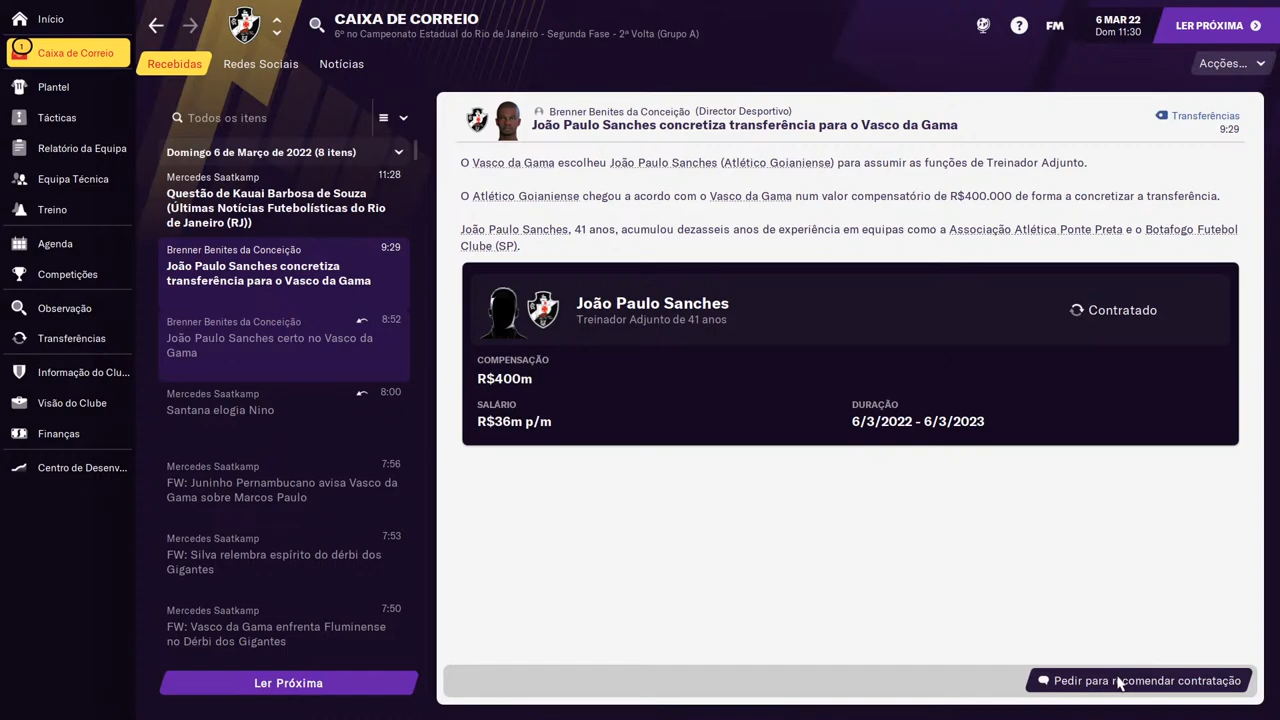 Início
1
Caixa de Correio
Plantel
Tácticas
Relatório da Equipa
Equipa Técnica
Treino
Agenda
Competições
Observação
Transferências
Informação do Clu...
Visão do Clube
Finanças
Centro de Desenv...
CAIXA DE CORREIO
6º no Campeonato Estadual do Rio de Janeiro - Segunda Fase - 2ª Volta (Grupo A)
?
FM
6 MAR 22
Dom 11:30
LER PRÓXIMA
Recebidas
Redes Sociais
Notícias
Acções...
Todos os itens
Domingo 6 de Março de 2022 (8 itens)
Mercedes Saatkamp 11:28
Questão de Kauai Barbosa de Souza
(Últimas Notícias Futebolísticas do Rio
de Janeiro (RJ))
Brenner Benites da Conceição 9:29
João Paulo Sanches concretiza
transferência para o Vasco da Gama
Brenner Benites da Conceição 8:52
João Paulo Sanches certo no Vasco da
Gama
Mercedes Saatkamp 8:00
Santana elogia Nino
Mercedes Saatkamp 7:56
FW: Juninho Pernambucano avisa Vasco da
Gama sobre Marcos Paulo
Mercedes Saatkamp 7:53
FW: Silva relembra espírito do dérbi dos
Gigantes
Mercedes Saatkamp 7:50
FW: Vasco da Gama enfrenta Fluminense
no Dérbi dos Gigantes
Ler Próxima
Brenner Benites da Conceição (Director Desportivo)
João Paulo Sanches concretiza transferência para o Vasco da Gama
Transferências
9:29
O Vasco da Gama escolheu João Paulo Sanches (Atlético Goianiense) para assumir as funções de Treinador Adjunto.
O Atlético Goianiense chegou a acordo com o Vasco da Gama num valor compensatório de R$400.000 de forma a concretizar a transferência.
João Paulo Sanches, 41 anos, acumulou dezasseis anos de experiência em equipas como a Associação Atlética Ponte Preta e o Botafogo Futebol
Clube (SP).
João Paulo Sanches
Treinador Adjunto de 41 anos
Contratado
COMPENSAÇÃO
R$400m
SALÁRIO
R$36m p/m
DURAÇÃO
6/3/2022 - 6/3/2023
Pedir para recomendar contratação